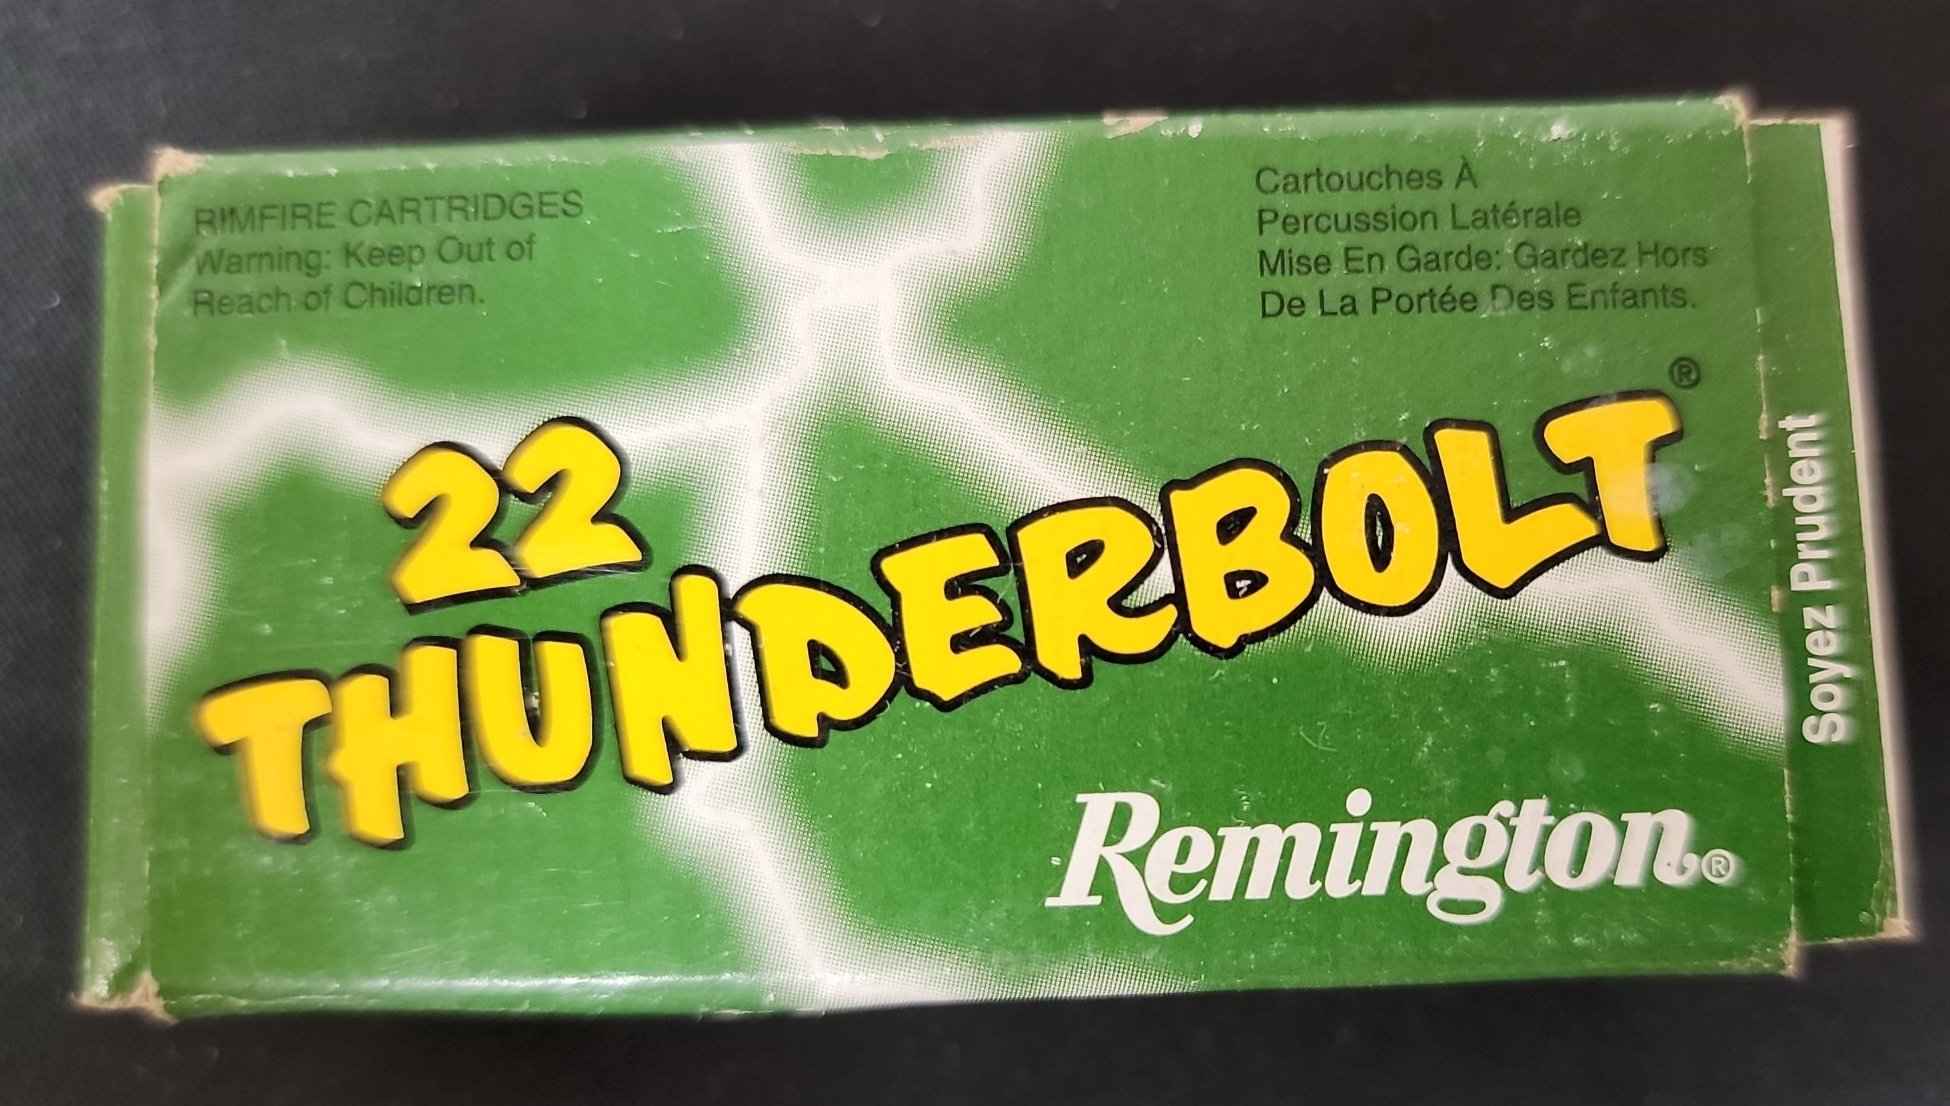 RIMFIRE CARTRIDGES
Warning: Keep Out of
Reach of Children.
Cartouches À
Percussion Latérale
Mise En Garde: Gardez Hors
De La Portée Des Enfants.
22
THUNDERBOLT®
Remington®
Soyez Prudent